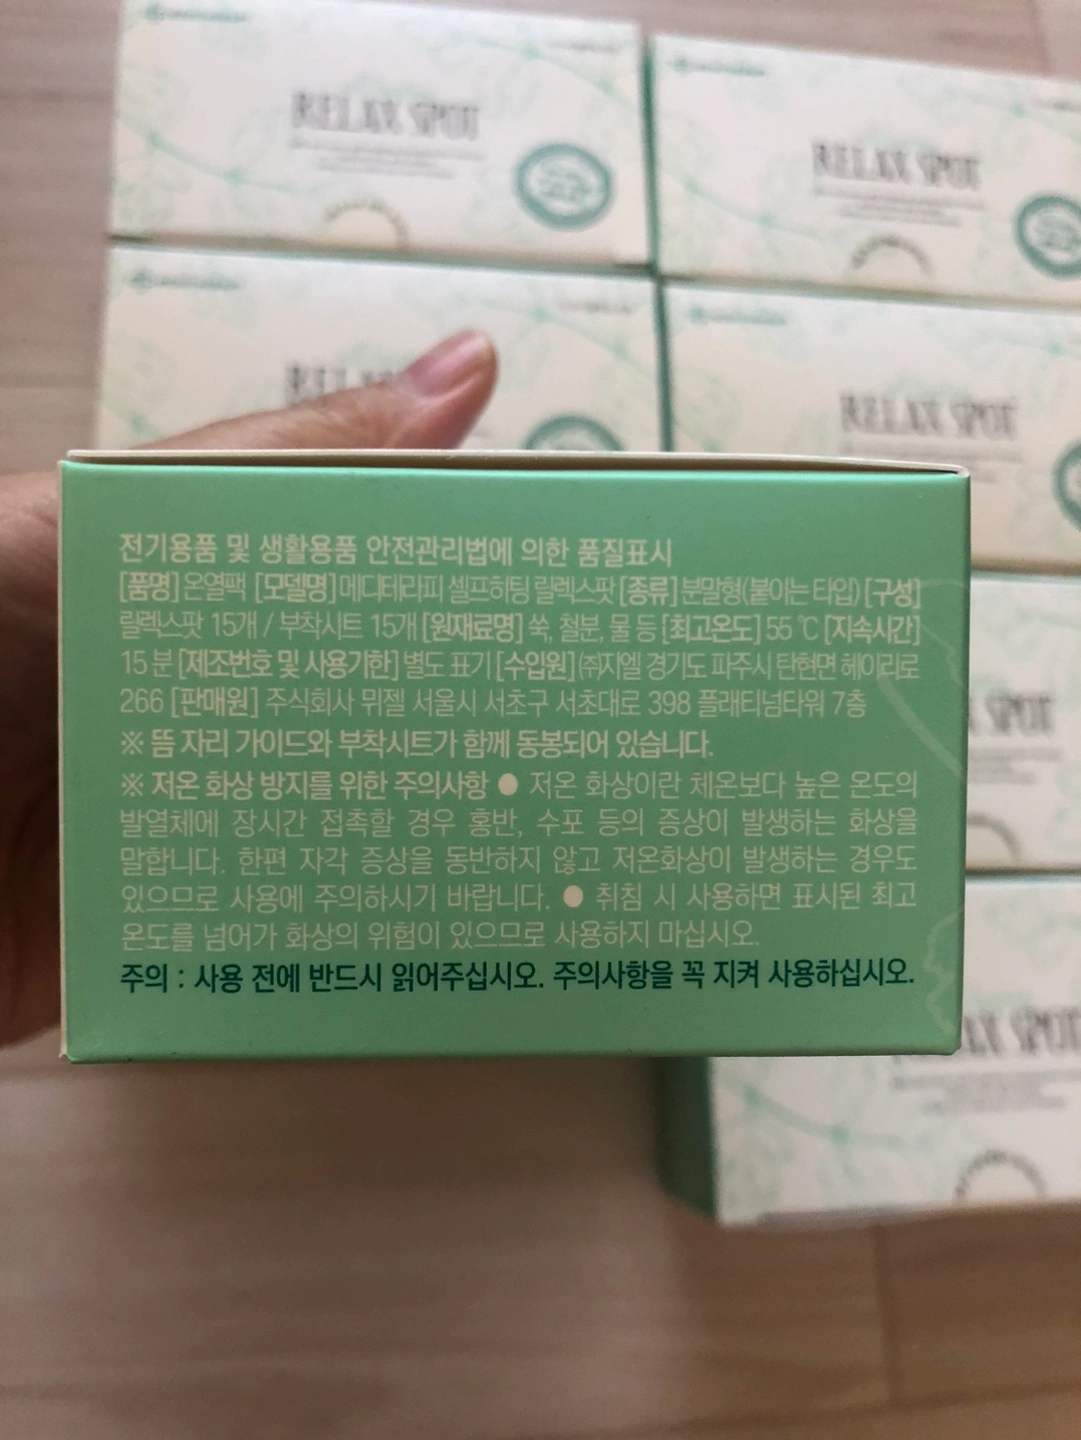 RELAX SPOT
RELAX SPOT
RELAX SPOT
전기용품 및 생활용품 안전관리법에 의한 품질표시
[품명] 온열팩 [모델명] 메디테라피 셀프히팅 릴렉스팟 [종류] 분말형(붙이는 타입) [구성]
릴렉스팟 15개 / 부착시트 15개 [원재료명] 쑥, 철분, 물 등 [최고온도] 55 ℃ [지속시간]
15 분 [제조번호 및 사용기한] 별도 표기 [수입원] ㈜지엘 경기도 파주시 탄현면 헤이리로
266 [판매원] 주식회사 뮈젤 서울시 서초구 서초대로 398 플래티넘타워 7층
※ 뜸 자리 가이드와 부착시트가 함께 동봉되어 있습니다.
※ 저온 화상 방지를 위한 주의사항 ● 저온 화상이란 체온보다 높은 온도의
발열체에 장시간 접촉할 경우 홍반, 수포 등의 증상이 발생하는 화상을
말합니다. 한편 자각 증상을 동반하지 않고 저온화상이 발생하는 경우도
있으므로 사용에 주의하시기 바랍니다. ● 취침 시 사용하면 표시된 최고
온도를 넘어가 화상의 위험이 있으므로 사용하지 마십시오.
주의 : 사용 전에 반드시 읽어주십시오. 주의사항을 꼭 지켜 사용하십시오.
SPOT
SPOT